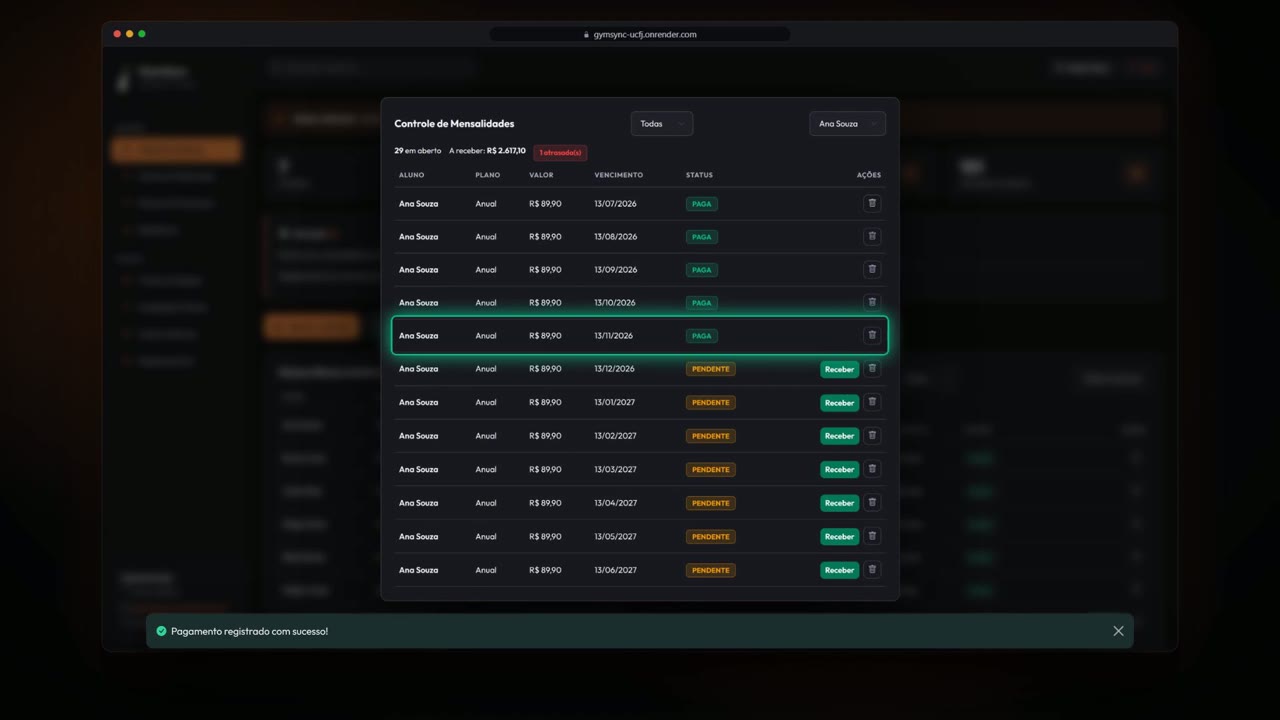 gymsync-ucfj.onrender.com
Controle de Mensalidades
Todas
Ana Souza
29 em aberto A receber: R$ 2.617,10 1 atrasada(s)
ALUNO PLANO VALOR VENCIMENTO STATUS AÇÕES
Ana Souza Anual R$ 89,90 13/07/2026 PAGA
Ana Souza Anual R$ 89,90 13/08/2026 PAGA
Ana Souza Anual R$ 89,90 13/09/2026 PAGA
Ana Souza Anual R$ 89,90 13/10/2026 PAGA
Ana Souza Anual R$ 89,90 13/11/2026 PAGA
Ana Souza Anual R$ 89,90 13/12/2026 PENDENTE Receber
Ana Souza Anual R$ 89,90 13/01/2027 PENDENTE Receber
Ana Souza Anual R$ 89,90 13/02/2027 PENDENTE Receber
Ana Souza Anual R$ 89,90 13/03/2027 PENDENTE Receber
Ana Souza Anual R$ 89,90 13/04/2027 PENDENTE Receber
Ana Souza Anual R$ 89,90 13/05/2027 PENDENTE Receber
Ana Souza Anual R$ 89,90 13/06/2027 PENDENTE Receber
Pagamento registrado com sucesso!